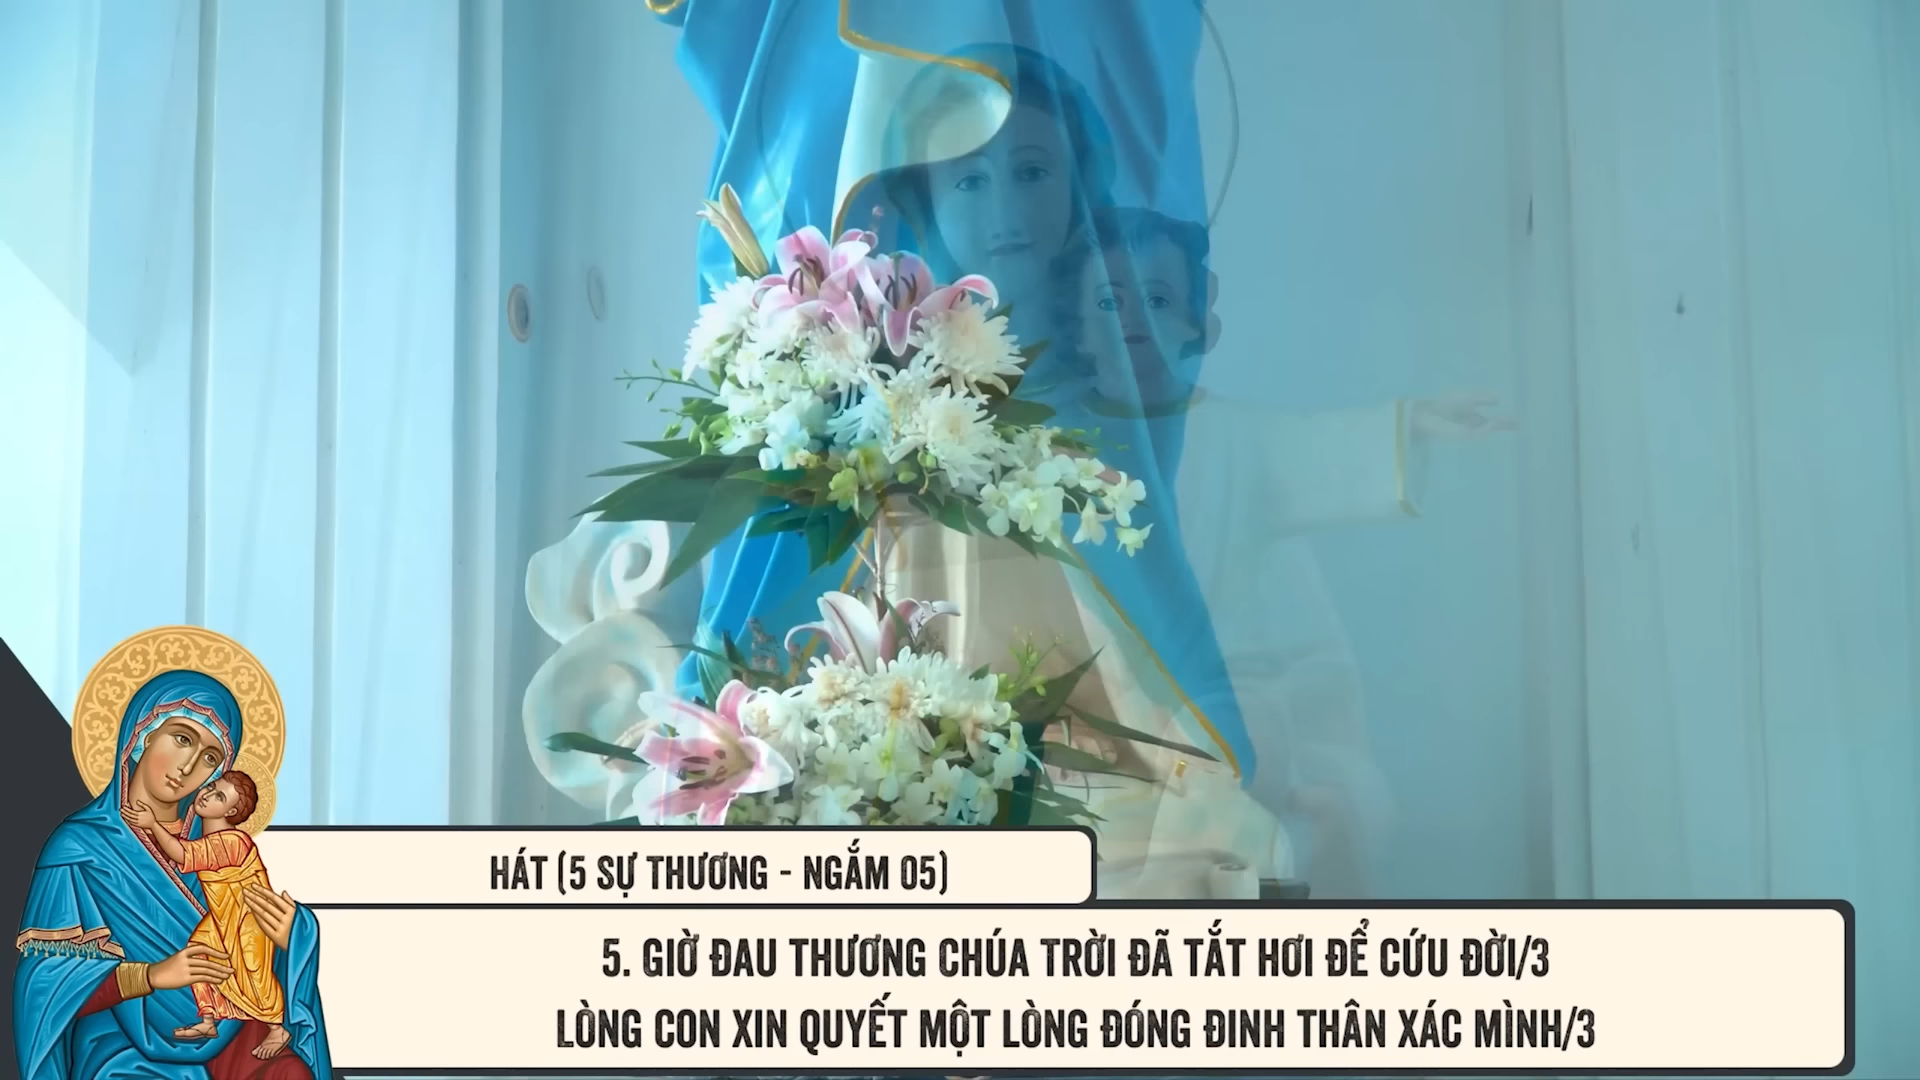 HÁT (5 SỰ THƯƠNG - NGẮM 05)
5. GIỜ ĐAU THƯƠNG CHÚA TRỜI ĐÃ TẮT HƠI ĐỂ CỨU ĐỜI/3
LÒNG CON XIN QUYẾT MỘT LÒNG ĐÓNG ĐINH THÂN XÁC MÌNH/3